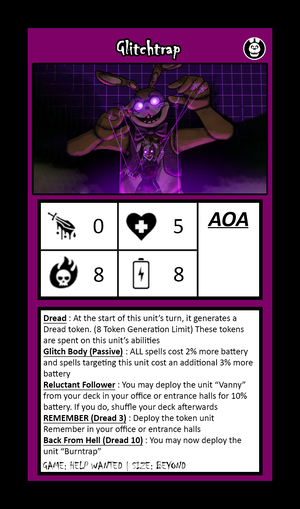 Glitchtrap
0
5
AOA
8
8
Dread : At the start of this unit's turn, it generates a
Dread token. (8 Token Generation Limit) These tokens
are spent on this unit's abilities
Glitch Body (Passive) : ALL spells cost 2% more battery
and spells targeting this unit cost an additional 3% more
battery
Reluctant Follower : You may deploy the unit “Vanny”
from your deck in your office or entrance halls for 10%
battery. If you do, shuffle your deck afterwards
REMEMBER (Dread 3) : Deploy the token unit
Remember in your office or entrance halls
Back From Hell (Dread 10) : You may now deploy the
unit “Burntrap”
GAME: HELP WANTED | SIZE: BEYOND